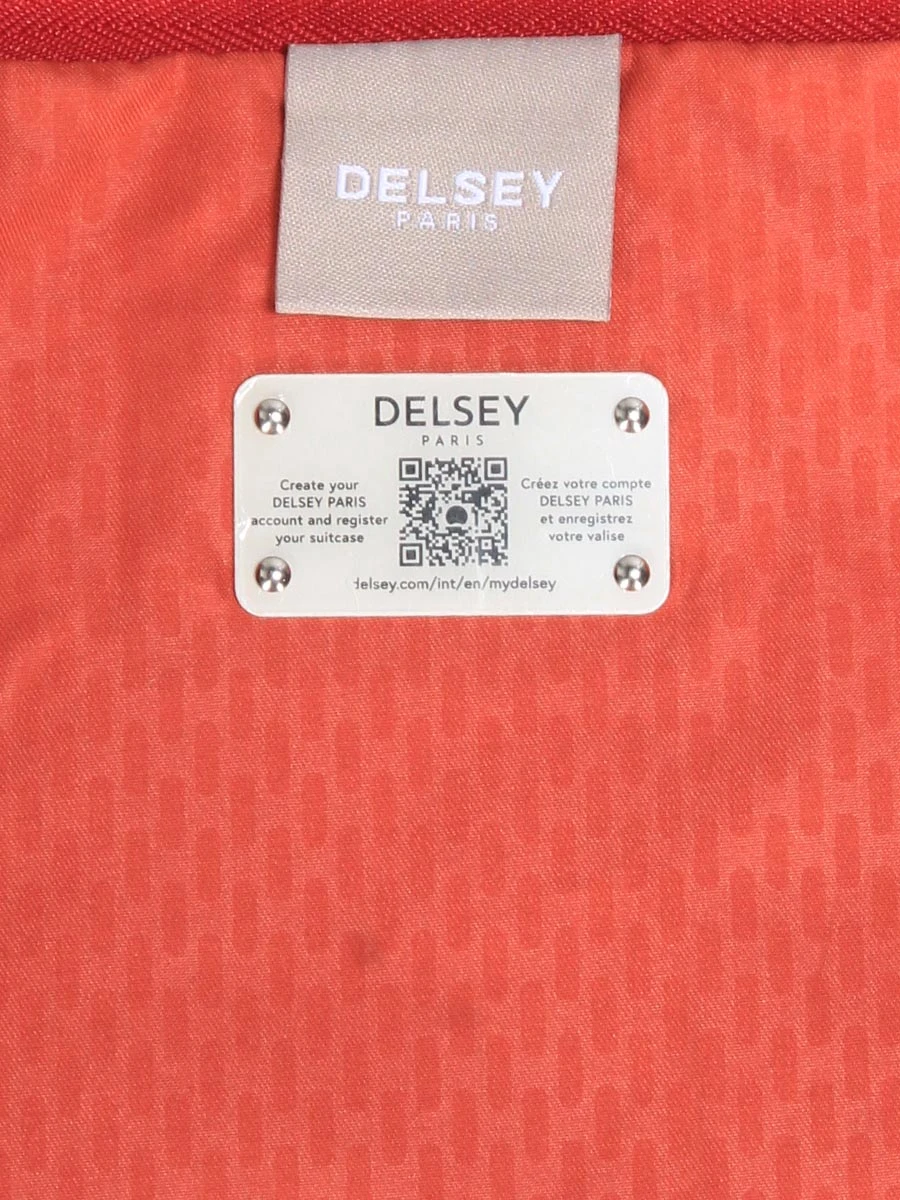 DELSEY
PARIS
DELSEY
PARIS
Create your
DELSEY PARIS
account and register
your suitcase
Créez votre compte
DELSEY PARIS
et enregistrez
votre valise
delsey.com/int/en/mydelsey